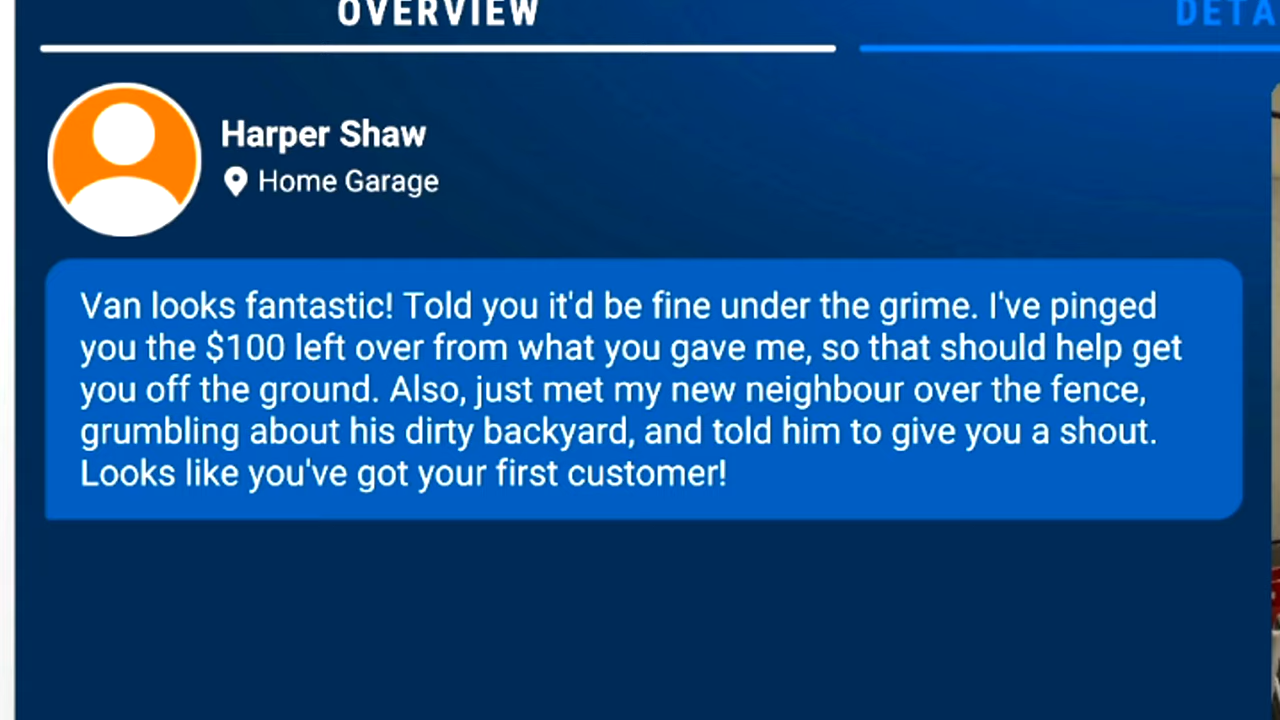 OVERVIEW
DETA
Harper Shaw
Home Garage
Van looks fantastic! Told you it'd be fine under the grime. I've pinged
you the $100 left over from what you gave me, so that should help get
you off the ground. Also, just met my new neighbour over the fence,
grumbling about his dirty backyard, and told him to give you a shout.
Looks like you've got your first customer!